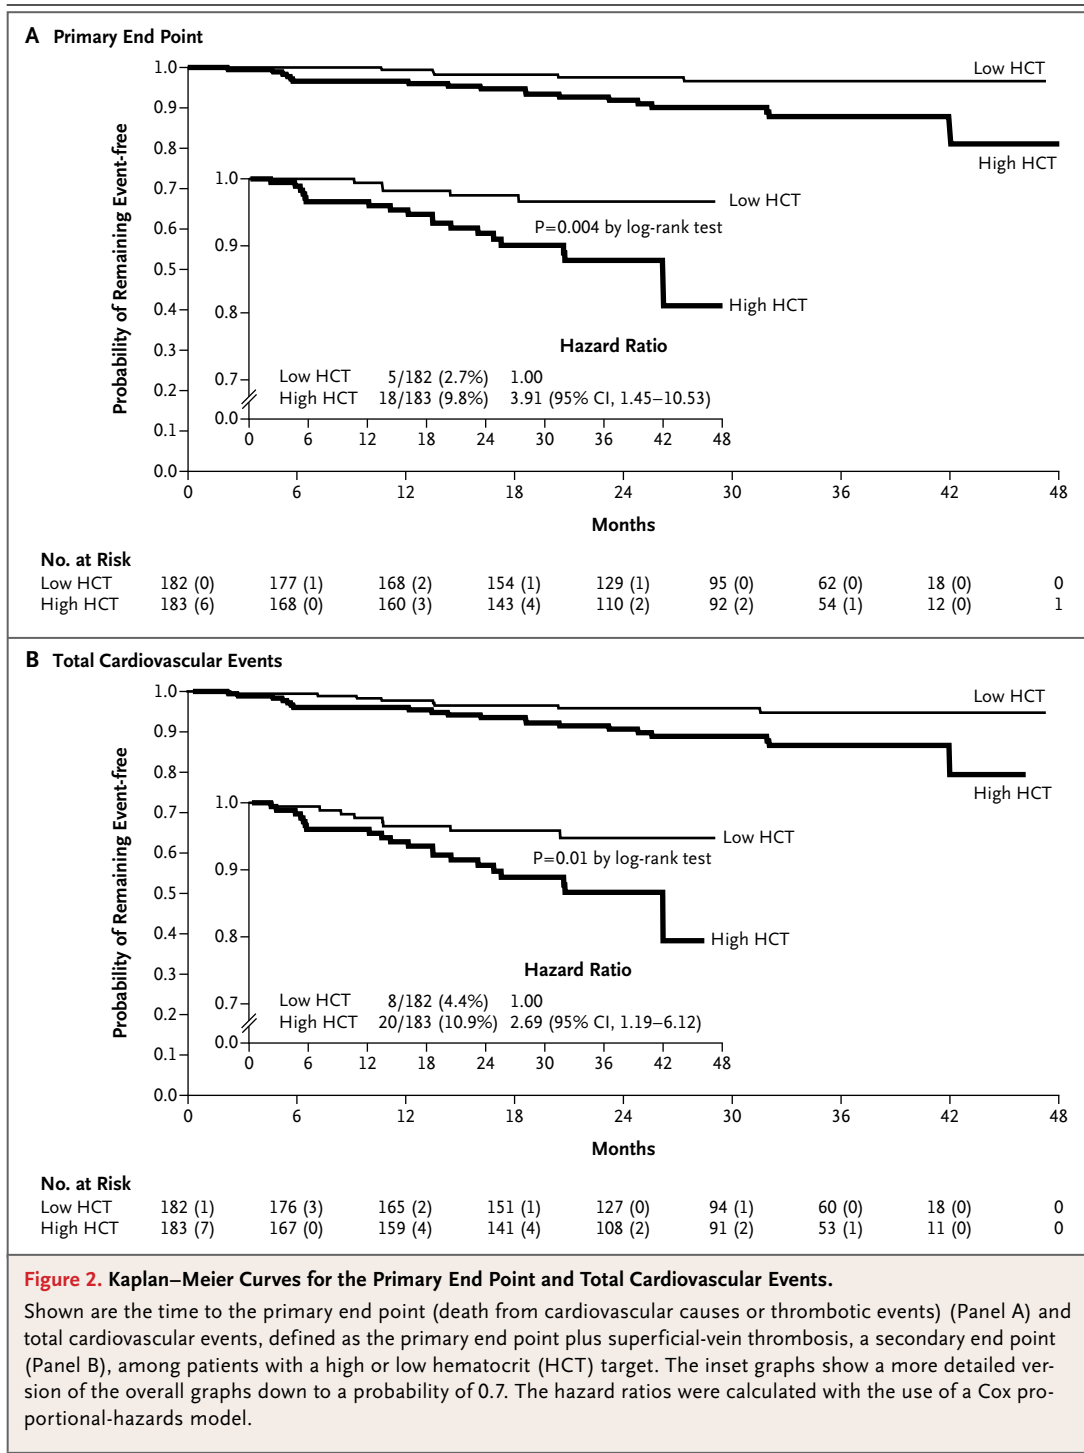 A Primary End Point
1.0
0.9
0.8
0.7
0.6
0.5
0.4
0.3
0.2
0.1
0.0
Probability of Remaining Event-free
Low HCT
High HCT
1.0
0.9
0.8
0.7
0.0
Low HCT
P=0.004 by log-rank test
High HCT
Hazard Ratio
Low HCT 5/182 (2.7%) 1.00
High HCT 18/183 (9.8%) 3.91 (95% CI, 1.45–10.53)
0 6 12 18 24 30 36 42 48
0 6 12 18 24 30 36 42 48
Months
No. at Risk
Low HCT 182 (0) 177 (1) 168 (2) 154 (1) 129 (1) 95 (0) 62 (0) 18 (0) 0
High HCT 183 (6) 168 (0) 160 (3) 143 (4) 110 (2) 92 (2) 54 (1) 12 (0) 1
B Total Cardiovascular Events
1.0
0.9
0.8
0.7
0.6
0.5
0.4
0.3
0.2
0.1
0.0
Probability of Remaining Event-free
Low HCT
High HCT
1.0
0.9
0.8
0.7
0.0
Low HCT
P=0.01 by log-rank test
High HCT
Hazard Ratio
Low HCT 8/182 (4.4%) 1.00
High HCT 20/183 (10.9%) 2.69 (95% CI, 1.19–6.12)
0 6 12 18 24 30 36 42 48
0 6 12 18 24 30 36 42 48
Months
No. at Risk
Low HCT 182 (1) 176 (3) 165 (2) 151 (1) 127 (0) 94 (1) 60 (0) 18 (0) 0
High HCT 183 (7) 167 (0) 159 (4) 141 (4) 108 (2) 91 (2) 53 (1) 11 (0) 0
Figure 2. Kaplan–Meier Curves for the Primary End Point and Total Cardiovascular Events.
Shown are the time to the primary end point (death from cardiovascular causes or thrombotic events) (Panel A) and
total cardiovascular events, defined as the primary end point plus superficial-vein thrombosis, a secondary end point
(Panel B), among patients with a high or low hematocrit (HCT) target. The inset graphs show a more detailed ver-
sion of the overall graphs down to a probability of 0.7. The hazard ratios were calculated with the use of a Cox pro-
portional-hazards model.